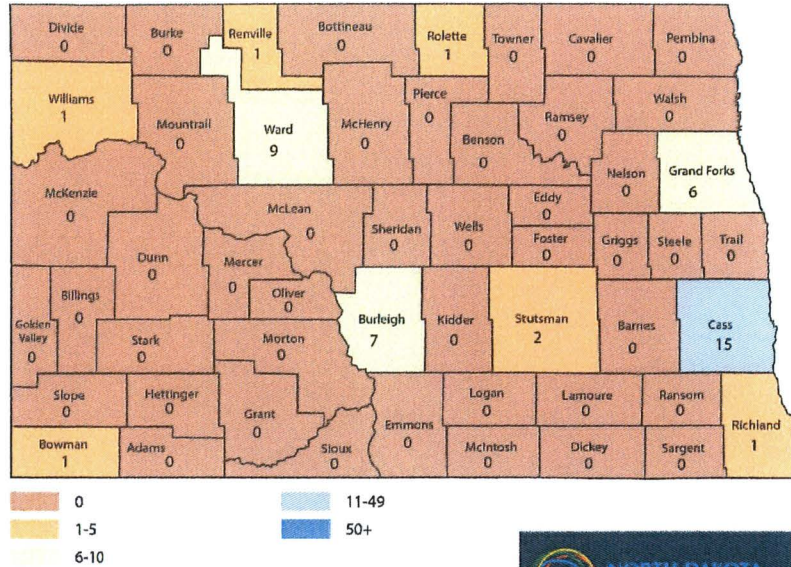 Divide
0
Burke
0
Renville
1
Bottineau
0
Rolette
1
Towner
0
Cavalier
0
Pembina
0
Williams
1
Mountrail
0
Ward
9
McHenry
0
Pierce
0
Benson
0
Ramsey
0
Walsh
0
Nelson
0
Grand Forks
6
McKenzie
0
McLean
0
Sheridan
0
Wells
0
Eddy
0
Foster
0
Griggs
0
Steele
0
Trail
0
Dunn
0
Mercer
0
Oliver
0
Billings
0
Golden
Valley
0
Stark
0
Morton
0
Burleigh
7
Kidder
0
Stutsman
2
Barnes
0
Cass
15
Slope
0
Hettinger
0
Grant
0
Sioux
0
Emmons
0
Logan
0
Lamoure
0
Ransom
0
Richland
1
Bowman
1
Adams
0
McIntosh
0
Dickey
0
Sargent
0
0
1-5
6-10
11-49
50+
NORTH DAKOTA